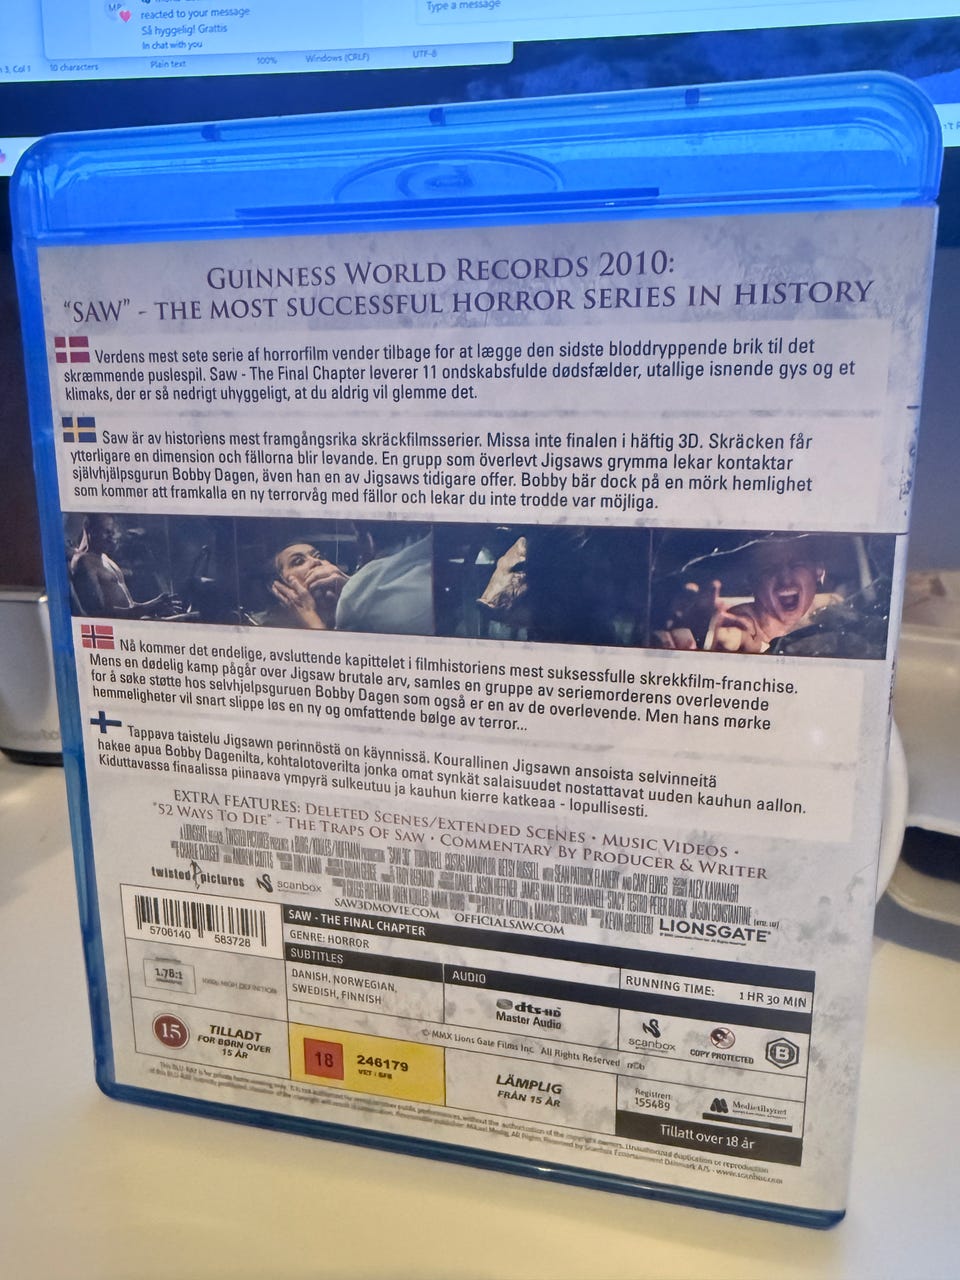 reacted to your message
Så hyggelig! Grattis
In chat with you
Type a message
3, Col 1 10 characters Plain text 100% Windows (CRLF) UTF-8
GUINNESS WORLD RECORDS 2010:
"SAW" - THE MOST SUCCESSFUL HORROR SERIES IN HISTORY
Verdens mest sete serie af horrorfilm vender tilbage for at lægge den sidste bloddryppende brik til det
skræmmende puslespil. Saw - The Final Chapter leverer 11 ondskabsfulde dødsfælder, utallige isnende gys og et
klimaks, der er så nedrigt uhyggeligt, at du aldrig vil glemme det.
Saw är av historiens mest framgångsrika skräckfilmsserier. Missa inte finalen i häftig 3D. Skräcken får
ytterligare en dimension och fällorna blir levande. En grupp som överlevt Jigsaws grymma lekar kontaktar
självhjälpsgurun Bobby Dagen, även han en av Jigsaws tidigare offer. Bobby bär dock på en mörk hemlighet
som kommer att framkalla en ny terrorvåg med fällor och lekar du inte trodde var möjliga.
Nå kommer det endelige, avsluttende kapittelet i filmhistoriens mest suksessfulle skrekkfilm-franchise.
Mens en dødelig kamp pågår over Jigsaw brutale arv, samles en gruppe av seriemorderens overlevende
for å søke støtte hos selvhjelpsguruen Bobby Dagen som også er en av de overlevende. Men hans mørke
hemmeligheter vil snart slippe løs en ny og omfattende bølge av terror...
Tappava taistelu Jigsawn perinnöstä on käynnissä. Kourallinen Jigsawn ansoista selvinneitä
hakee apua Bobby Dagenilta, kohtalotoverilta jonka omat synkät salaisuudet nostattavat uuden kauhun aallon.
Kiduttavassa finaalissa piinaava ympyrä sulkeutuu ja kauhun kierre katkeaa - lopullisesti.
EXTRA FEATURES: DELETED SCENES/EXTENDED SCENES • MUSIC VIDEOS •
"52 WAYS TO DIE" - THE TRAPS OF SAW • COMMENTARY BY PRODUCER & WRITER
twisted pictures scanbox
SAW3DMOVIE.COM OFFICIALSAW.COM
LIONSGATE
5706140 583728
SAW - THE FINAL CHAPTER
GENRE: HORROR
SUBTITLES
DANISH, NORWEGIAN,
SWEDISH, FINNISH
AUDIO
dts-HD
Master Audio
RUNNING TIME: 1 HR 30 MIN
1.78:1
1080p HIGH DEFINITION
scanbox
COPY PROTECTED
B
© MMX Lions Gate Films Inc. All Rights Reserved
15 TILLADT
FOR BØRN OVER
15 ÅR
18 246179
VET / SFB
LÄMPLIG
FRÅN 15 ÅR
Registrert
155489
Medietilsynet
Tillatt over 18 år